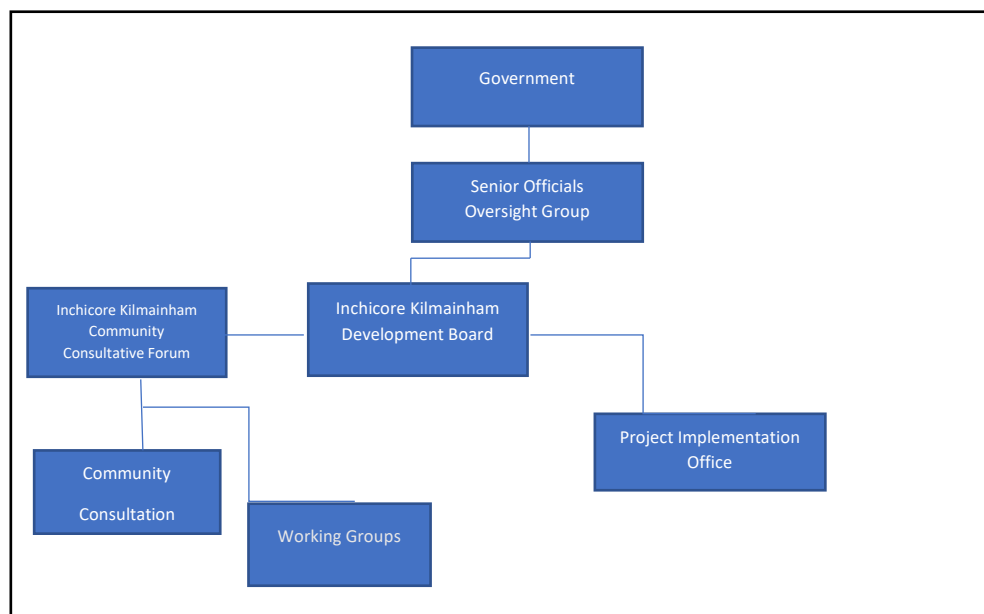 Government
Senior Officials
Oversight Group
Inchicore Kilmainham
Development Board
Inchicore Kilmainham
Community
Consultative Forum
Project Implementation
Office
Community
Consultation
Working Groups